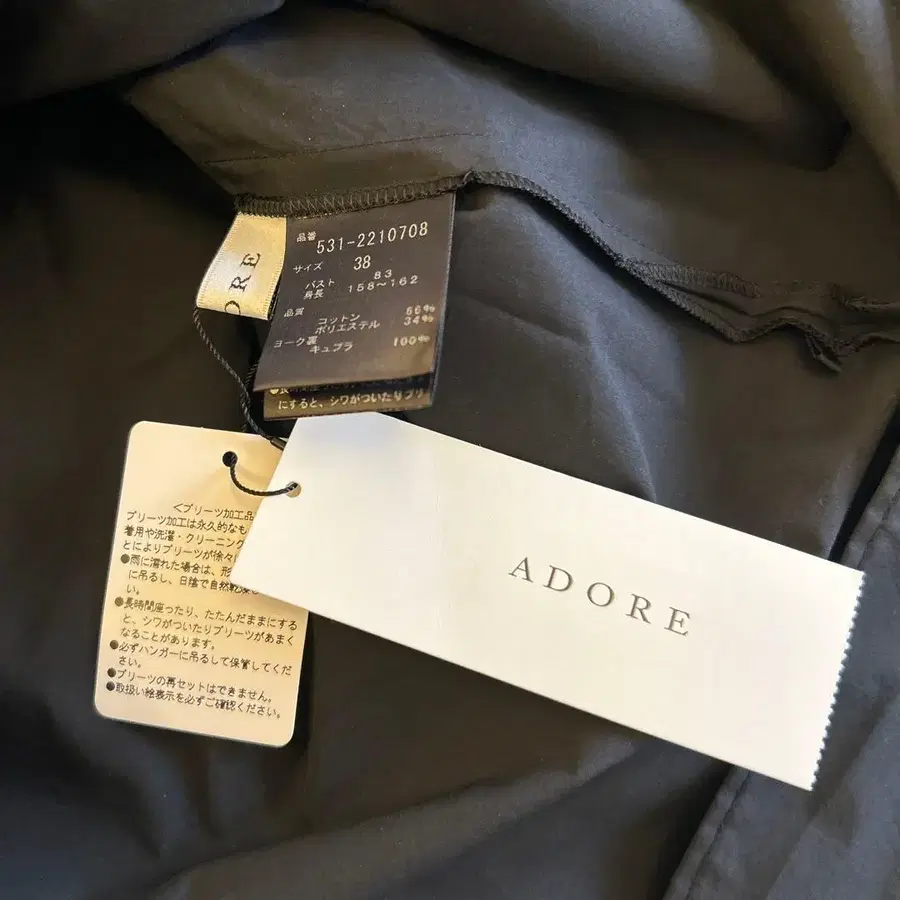 品番
531-2210708
サイズ 38
バスト 83
身長 158~162
品質
コットン 66%
ポリエステル 34%
ヨーク裏
キュプラ 100%
にすると、シワがついたりプリ
DORE
ADORE
<プリーツ加工品
プリーツ加工は永久的なも
着用や洗濯・クリーニング
とによりプリーツが徐々に
●雨に濡れた場合は、形
に吊るし、日陰で自然乾燥し
い。
●長時間座ったり、たたんだままにする
と、シワがついたりプリーツがあまく
なることがあります。
●必ずハンガーに吊るして保管してくだ
さい。
●プリーツの再セットはできません。
●取扱い絵表示を必ずご確認ください。